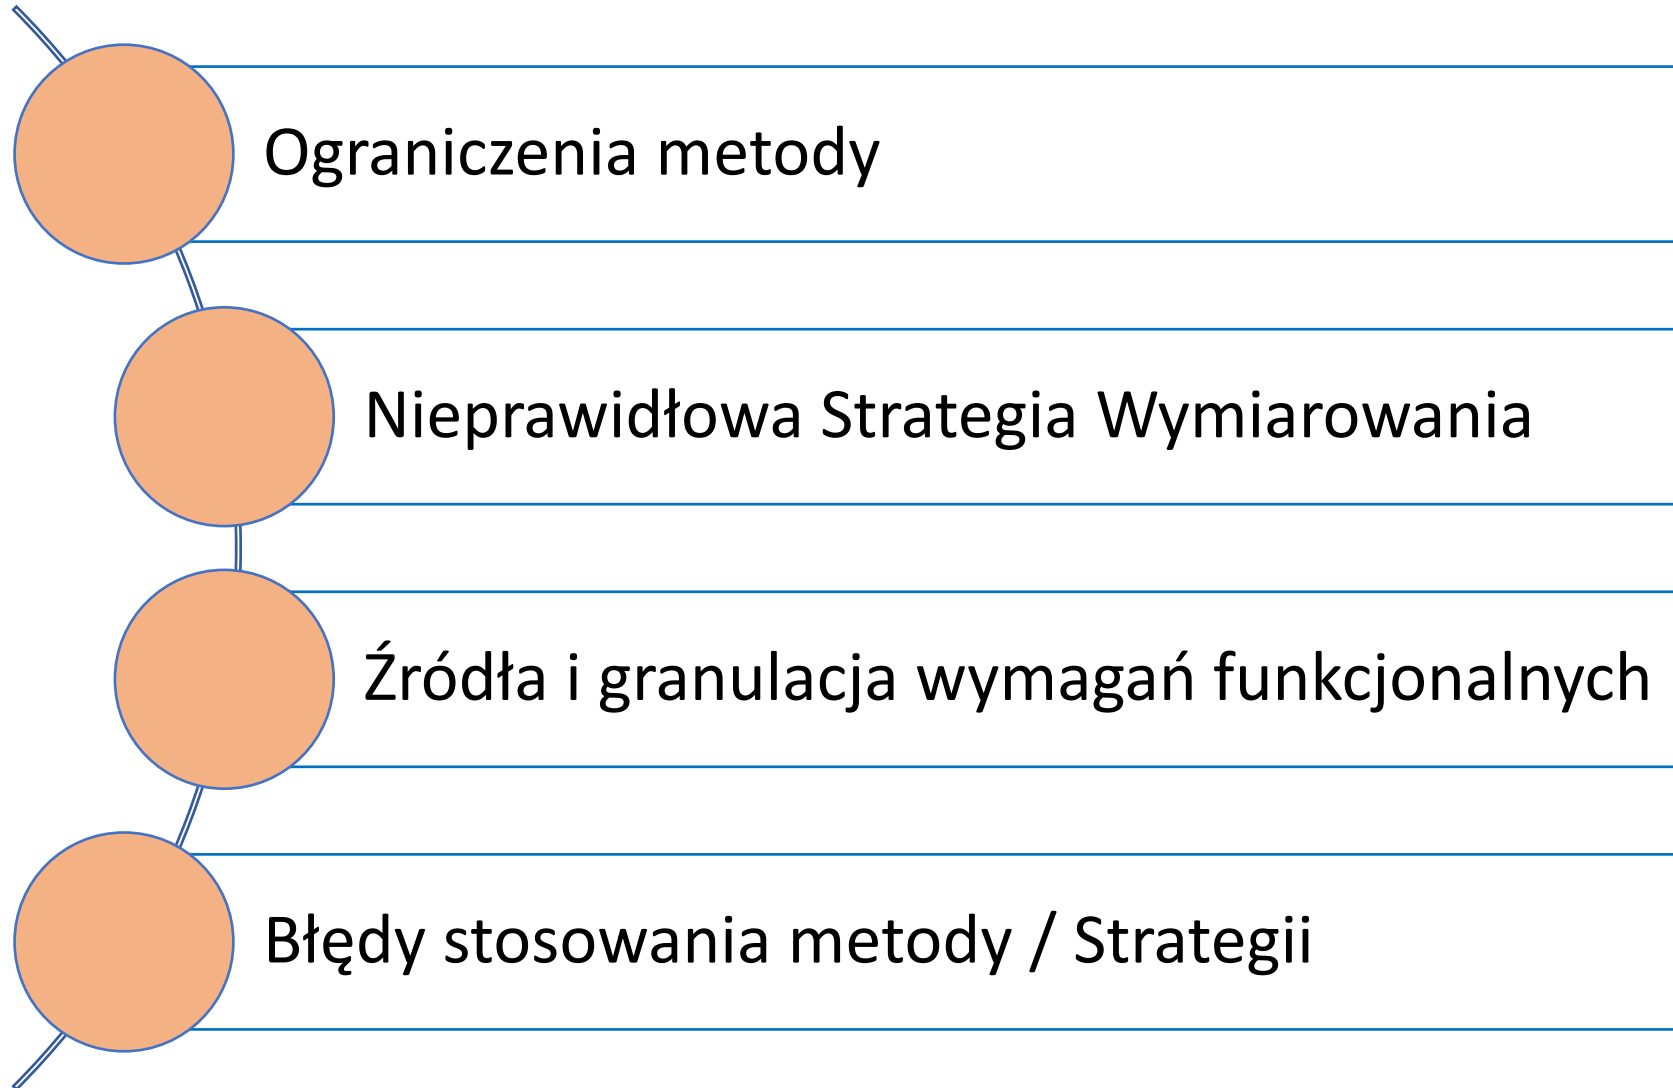 Ograniczenia metody
Nieprawidłowa Strategia Wymiarowania
Źródła i granulacja wymagań funkcjonalnych
Błędy stosowania metody / Strategii